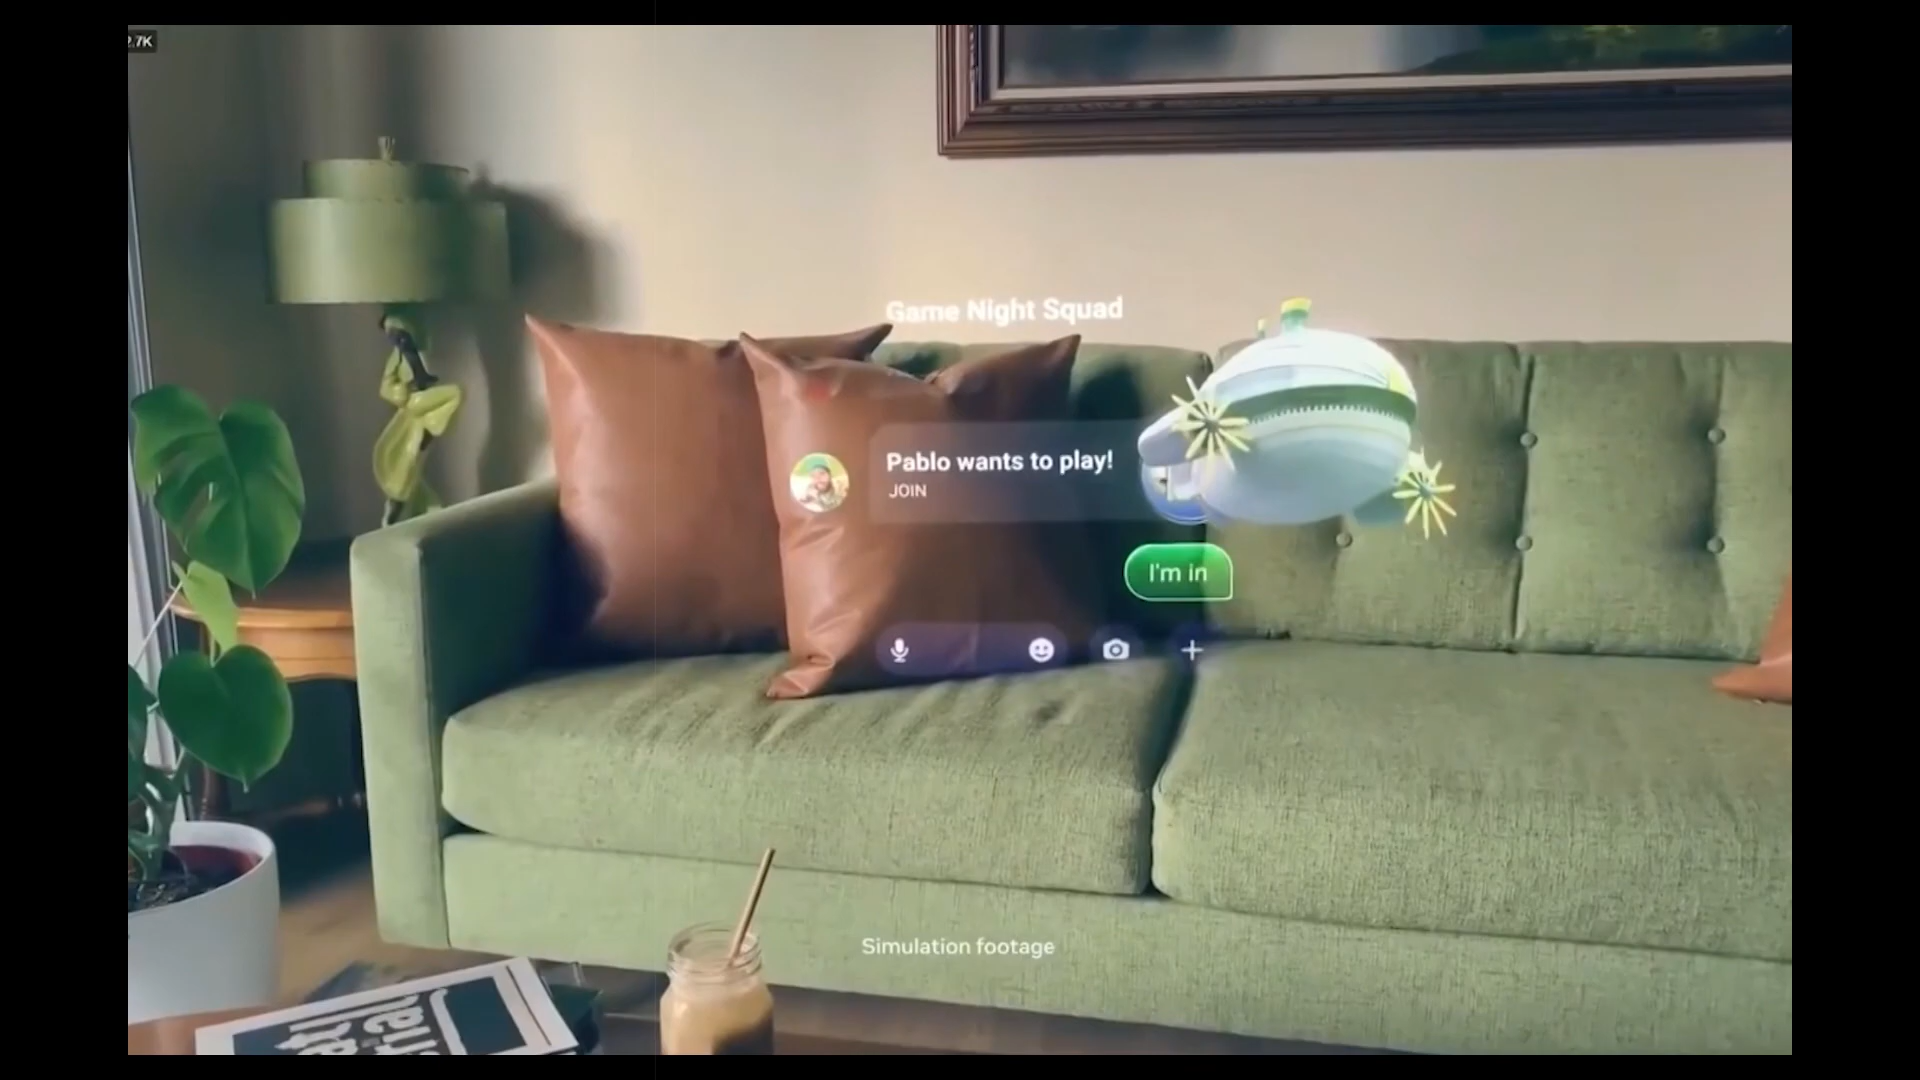 2.7K
Game Night Squad
Pablo wants to play!
JOIN
I'm in
Simulation footage